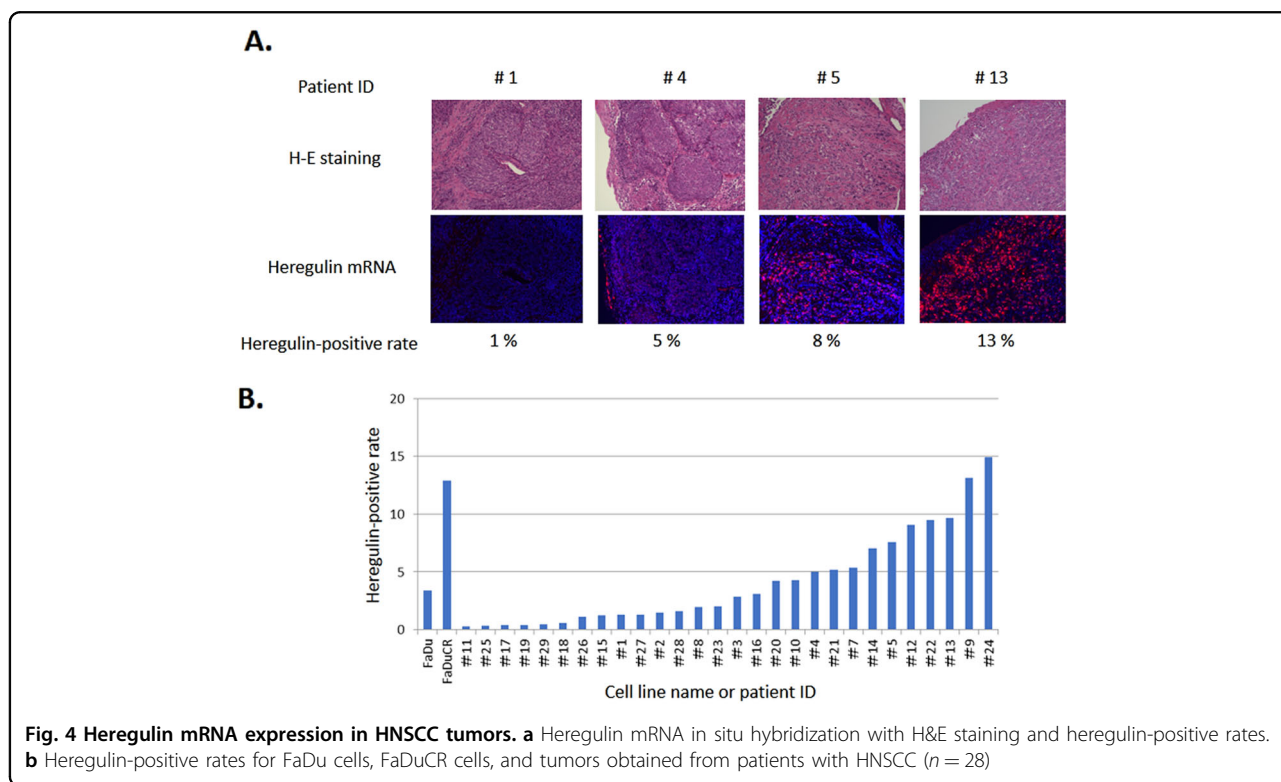 A.
Patient ID # 1 # 4 # 5 # 13
H-E staining
Heregulin mRNA
Heregulin-positive rate 1 % 5 % 8 % 13 %
B.
Heregulin-positive rate
20
15
10
5
0
FaDu FaDuCR #11 #25 #17 #19 #29 #18 #26 #15 #1 #27 #2 #28 #8 #23 #3 #16 #20 #10 #4 #21 #7 #14 #5 #12 #22 #13 #9 #24
Cell line name or patient ID
Fig. 4 Heregulin mRNA expression in HNSCC tumors. a Heregulin mRNA in situ hybridization with H&E staining and heregulin-positive rates.
b Heregulin-positive rates for FaDu cells, FaDuCR cells, and tumors obtained from patients with HNSCC (n = 28)